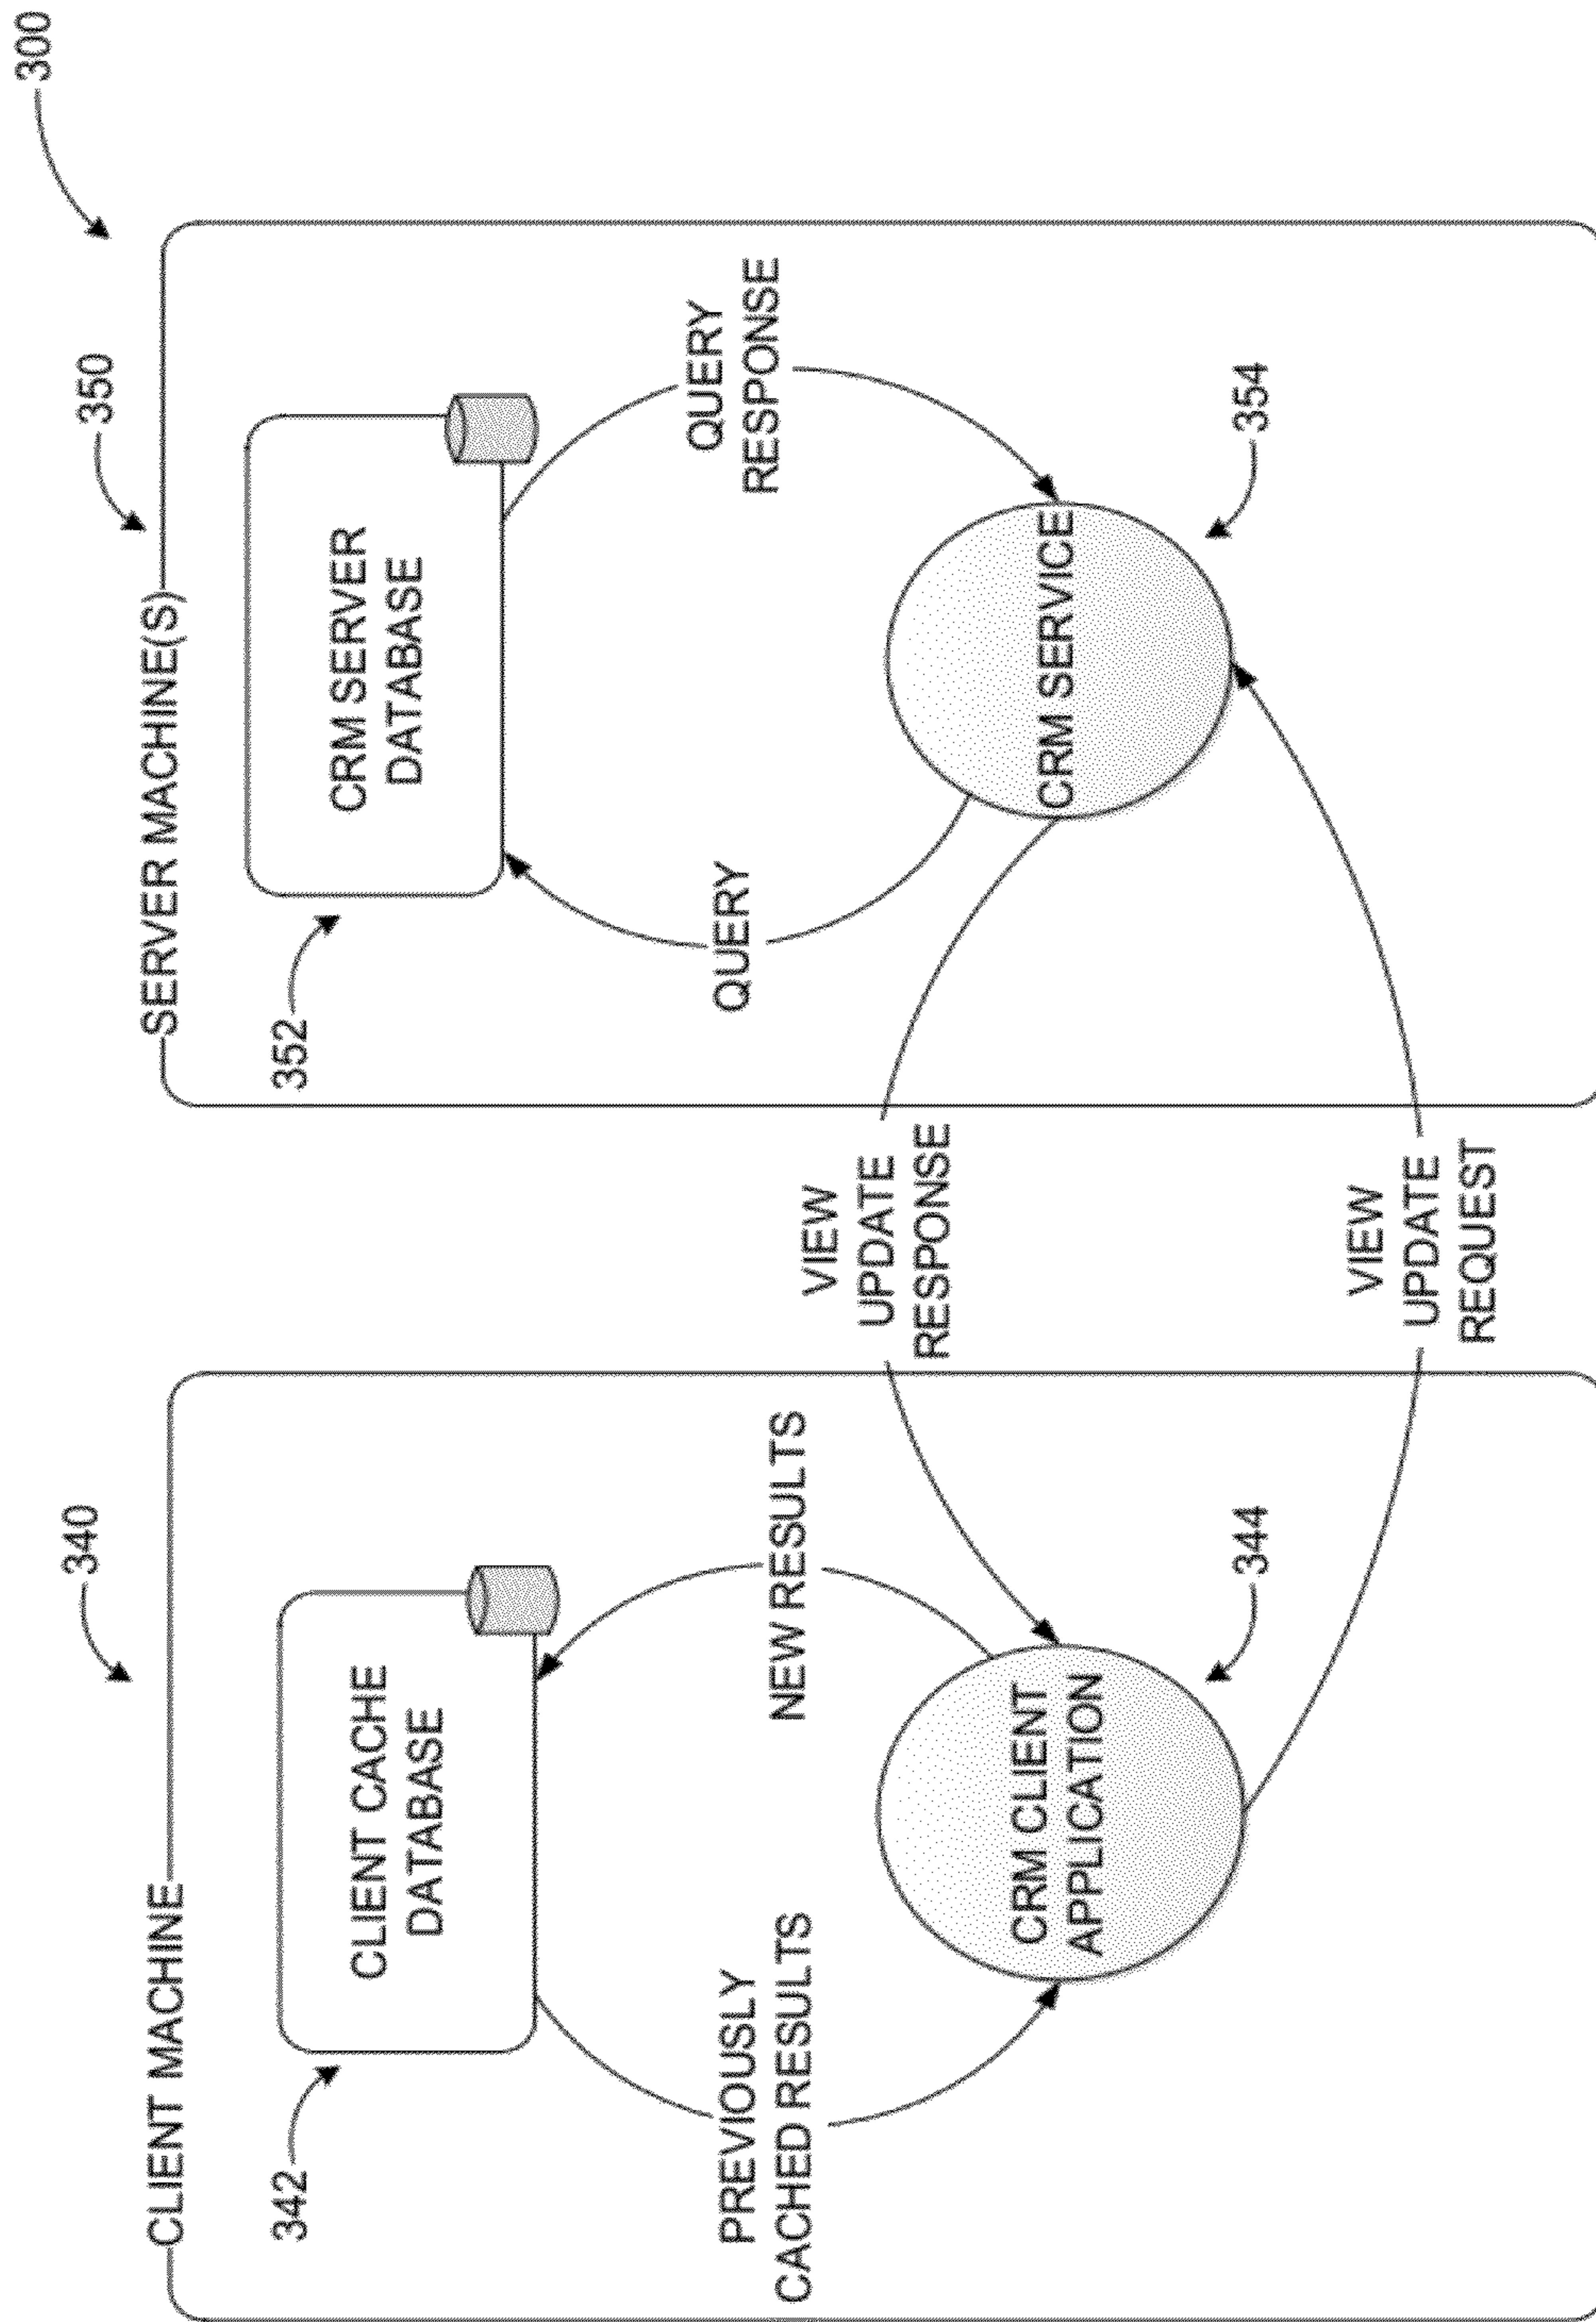 300
CLIENT MACHINE
340
342
CLIENT CACHE
DATABASE
PREVIOUSLY
CACHED RESULTS
NEW RESULTS
CRM CLIENT
APPLICATION
344
VIEW
UPDATE
RESPONSE
VIEW
UPDATE
REQUEST
SERVER MACHINE(S)
350
352
CRM SERVER
DATABASE
QUERY
QUERY
RESPONSE
CRM SERVICE
354